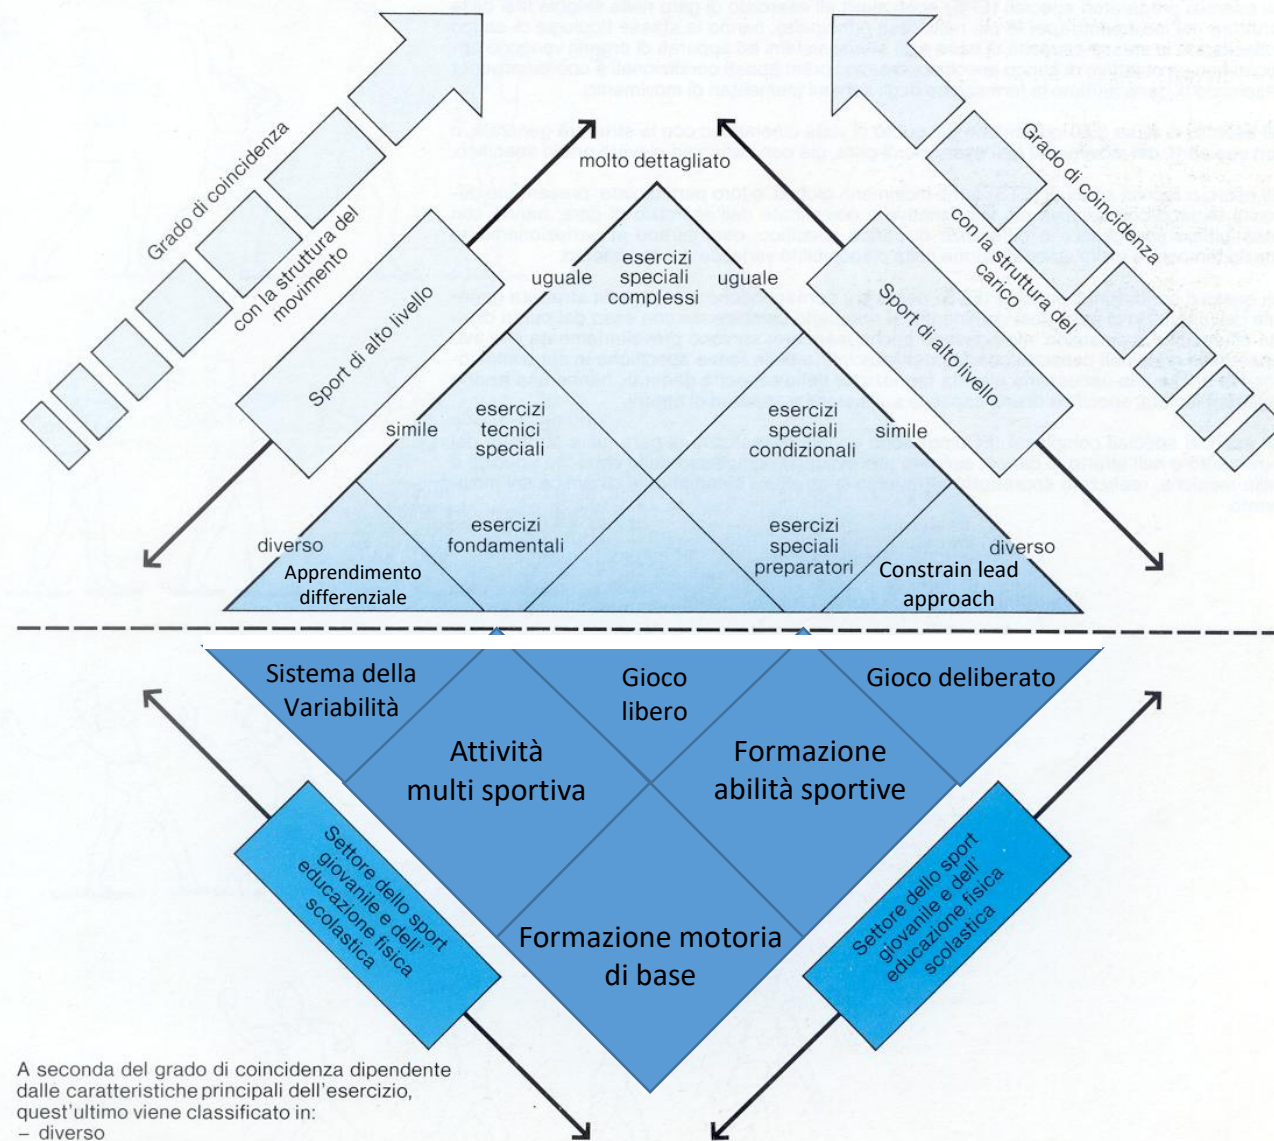 Grado di coincidenza
con la struttura del
movimento
Sport di alto livello
Grado di coincidenza
con la struttura del
carico
Sport di alto livello
molto dettagliato
uguale
esercizi
speciali
complessi
uguale
simile
esercizi
tecnici
speciali
esercizi
speciali
condizionali
simile
diverso
esercizi
fondamentali
esercizi
speciali
preparatori
diverso
Apprendimento
differenziale
Constrain lead
approach
Sistema della
Variabilità
Gioco
libero
Gioco deliberato
Attività
multi sportiva
Formazione
abilità sportive
Settore dello sport
giovanile e dell'
educazione fisica
scolastica
Formazione motoria
di base
Settore dello sport
giovanile e dell'
educazione fisica
scolastica
A seconda del grado di coincidenza dipendente
dalle caratteristiche principali dell'esercizio,
quest'ultimo viene classificato in:
– diverso